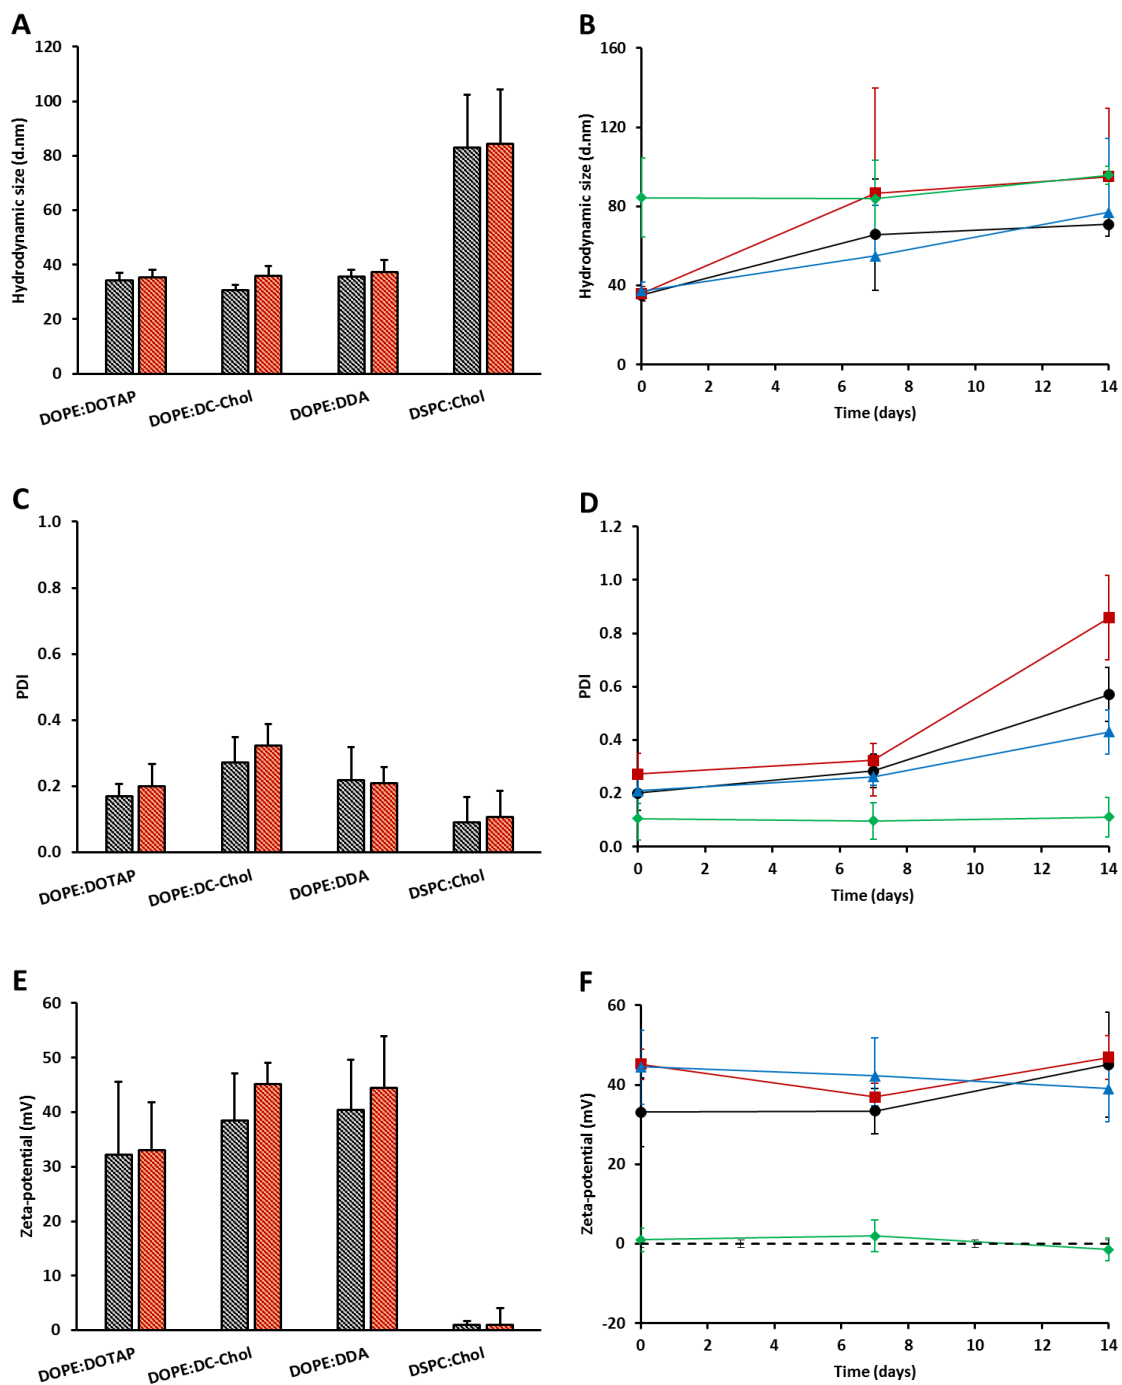 A
Hydrodynamic size (d.nm)
120
100
80
60
40
20
0
DOPE:DOTAP
DOPE:DC-Chol
DOPE:DDA
DSPC:Chol
B
Hydrodynamic size (d.nm)
160
120
80
40
0
0 2 4 6 8 10 12 14
Time (days)
C
PDI
1.0
0.8
0.6
0.4
0.2
0.0
DOPE:DOTAP
DOPE:DC-Chol
DOPE:DDA
DSPC:Chol
D
PDI
1.2
1.0
0.8
0.6
0.4
0.2
0.0
0 2 4 6 8 10 12 14
Time (days)
E
Zeta-potential (mV)
60
50
40
30
20
10
0
DOPE:DOTAP
DOPE:DC-Chol
DOPE:DDA
DSPC:Chol
F
Zeta-potential (mV)
60
40
20
0
-20
0 2 4 6 8 10 12 14
Time (days)